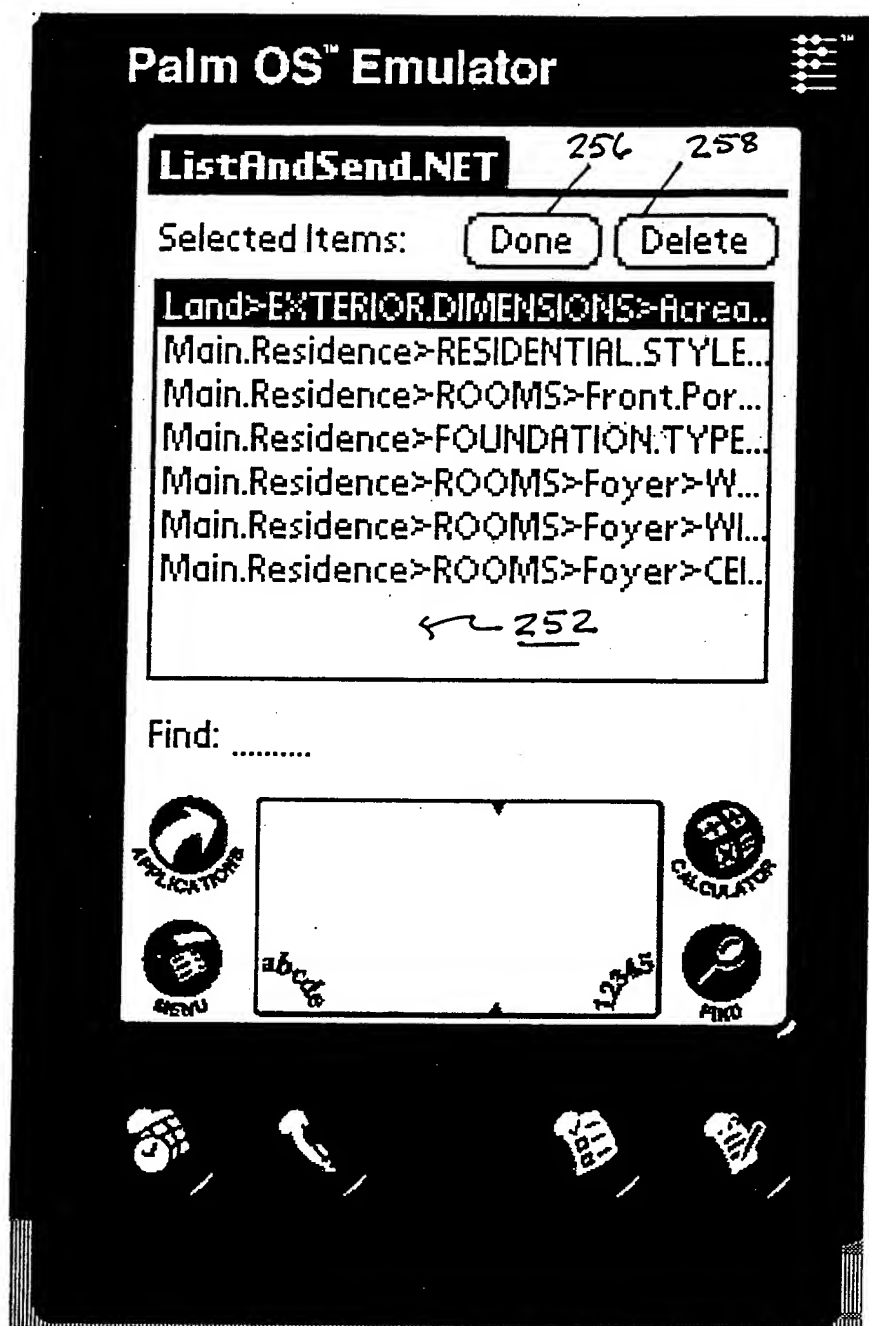 Palm OS™ Emulator
™
ListAndSend.NET 256 258
Selected Items: Done Delete
Land>EXTERIOR.DIMENSIONS>Acrea..
Main.Residence>RESIDENTIAL.STYLE...
Main.Residence>ROOMS>Front.Por...
Main.Residence>FOUNDATION.TYPE...
Main.Residence>ROOMS>Foyer>W...
Main.Residence>ROOMS>Foyer>WI...
Main.Residence>ROOMS>Foyer>CEI..
252
Find: ..........
APPLICATIONS CALCULATOR
abcde 12345
MENU FIND